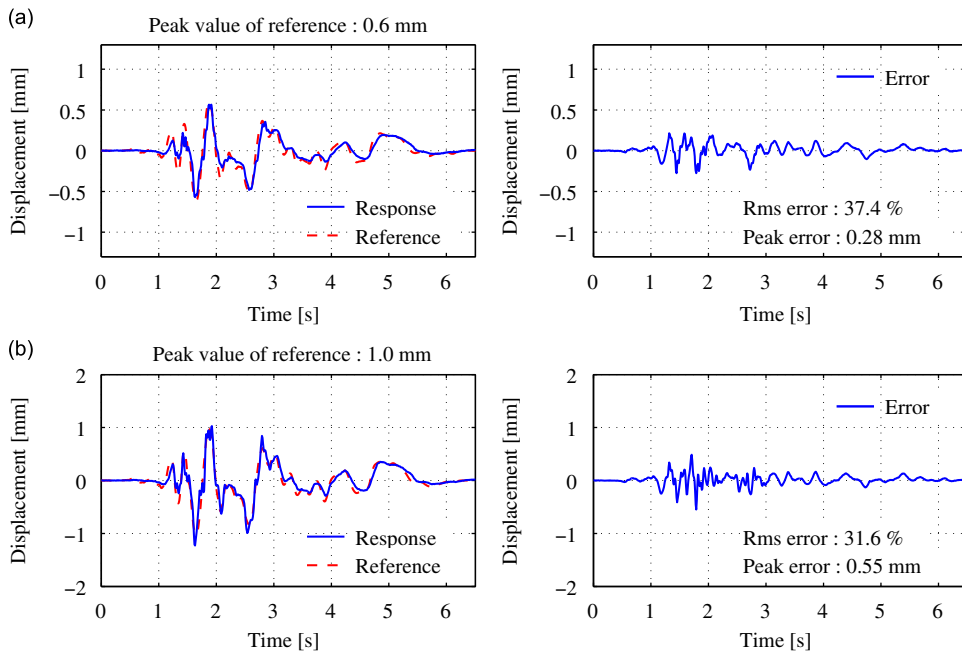 (a)
Peak value of reference : 0.6 mm
Displacement [mm]
1
0.5
0
−0.5
−1
Response
Reference
0 1 2 3 4 5 6
Time [s]
Displacement [mm]
1
0.5
0
−0.5
−1
Error
Rms error : 37.4 %
Peak error : 0.28 mm
0 1 2 3 4 5 6
Time [s]
(b)
Peak value of reference : 1.0 mm
Displacement [mm]
2
1
0
−1
−2
Response
Reference
0 1 2 3 4 5 6
Time [s]
Displacement [mm]
2
1
0
−1
−2
Error
Rms error : 31.6 %
Peak error : 0.55 mm
0 1 2 3 4 5 6
Time [s]